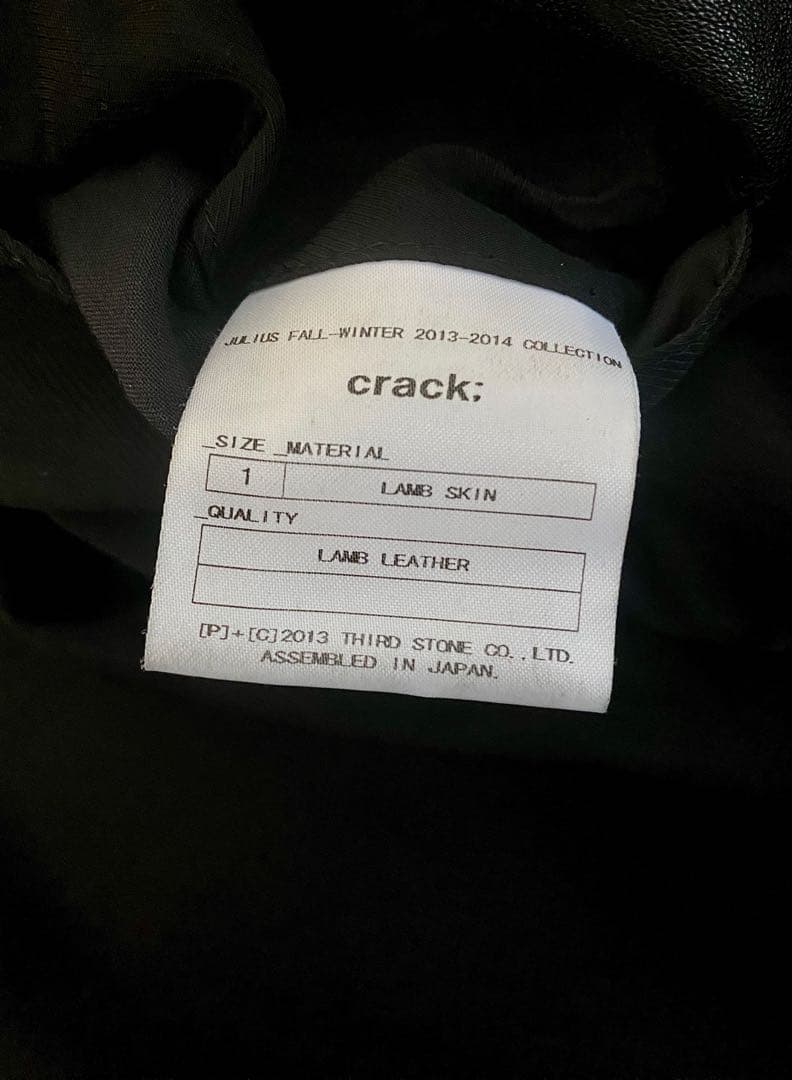 JULIUS FALL-WINTER 2013-2014 COLLECTION
crack;
_SIZE _MATERIAL
1 LAMB SKIN
_QUALITY
LAMB LEATHER
[P]+[C]2013 THIRD STONE CO.,LTD.
ASSEMBLED IN JAPAN.